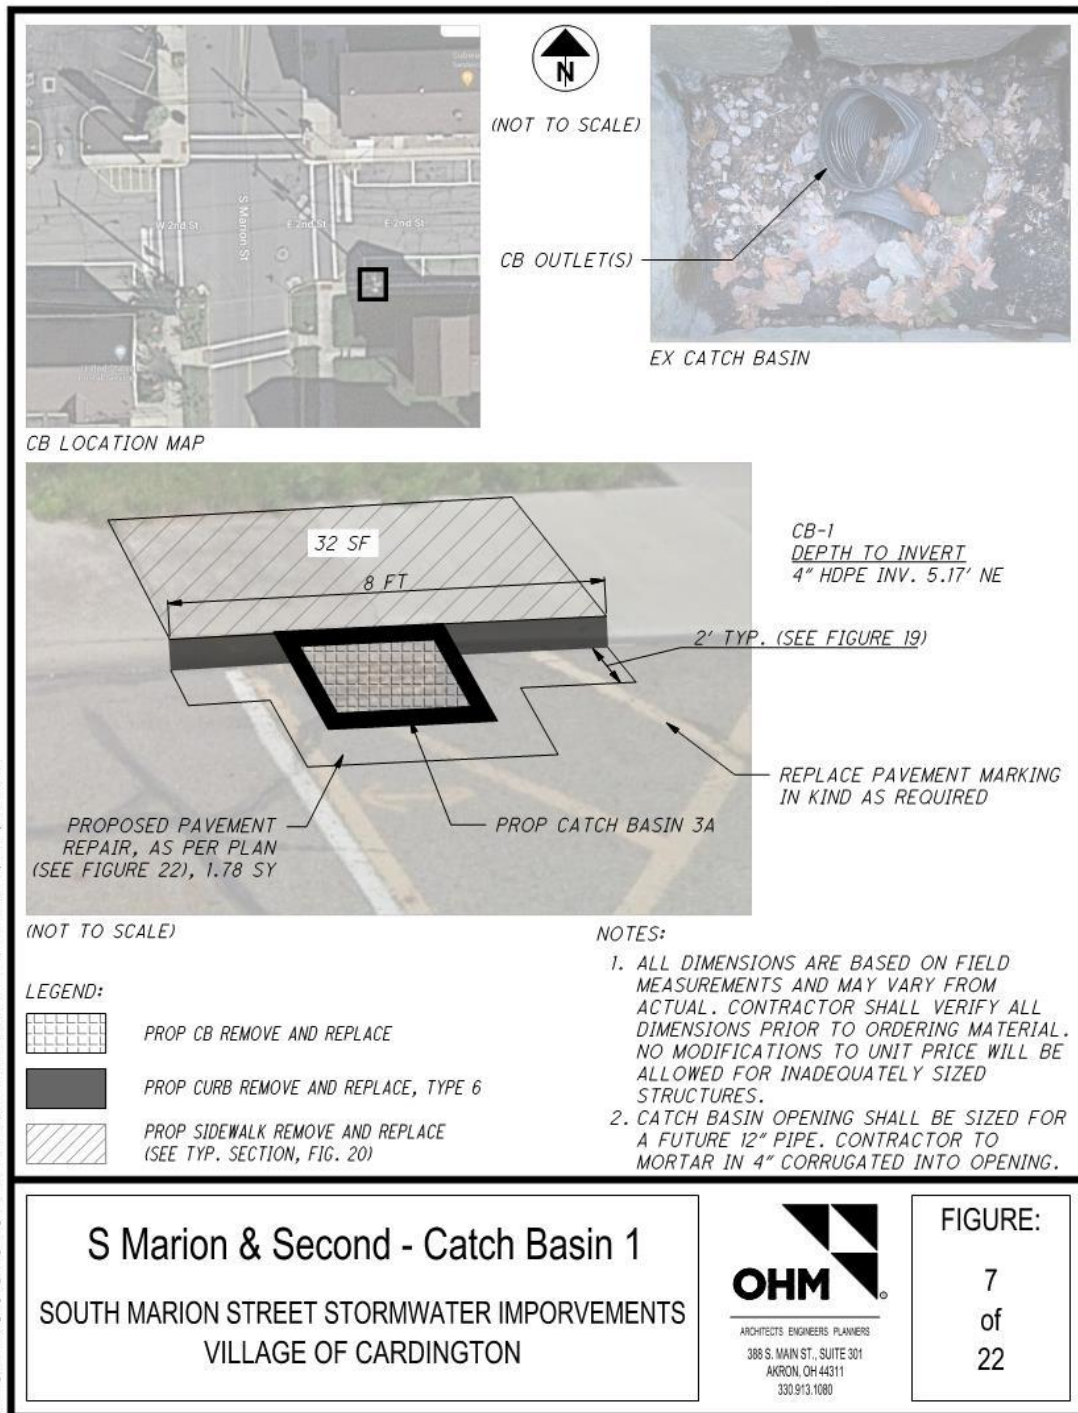 Subway
N
(NOT TO SCALE)
W 2nd St
S Marion St
E 2nd St
E 2nd St
CB OUTLET(S)
EX CATCH BASIN
CB LOCATION MAP
32 SF
8 FT
CB-1
DEPTH TO INVERT
4" HDPE INV. 5.17' NE
2' TYP. (SEE FIGURE 19)
REPLACE PAVEMENT MARKING
IN KIND AS REQUIRED
PROP CATCH BASIN 3A
PROPOSED PAVEMENT
REPAIR, AS PER PLAN
(SEE FIGURE 22), 1.78 SY
(NOT TO SCALE)
LEGEND:
PROP CB REMOVE AND REPLACE
PROP CURB REMOVE AND REPLACE, TYPE 6
PROP SIDEWALK REMOVE AND REPLACE
(SEE TYP. SECTION, FIG. 20)
NOTES:
1. ALL DIMENSIONS ARE BASED ON FIELD
MEASUREMENTS AND MAY VARY FROM
ACTUAL. CONTRACTOR SHALL VERIFY ALL
DIMENSIONS PRIOR TO ORDERING MATERIAL.
NO MODIFICATIONS TO UNIT PRICE WILL BE
ALLOWED FOR INADEQUATELY SIZED
STRUCTURES.
2. CATCH BASIN OPENING SHALL BE SIZED FOR
A FUTURE 12" PIPE. CONTRACTOR TO
MORTAR IN 4" CORRUGATED INTO OPENING.
S Marion & Second - Catch Basin 1
SOUTH MARION STREET STORMWATER IMPORVEMENTS
VILLAGE OF CARDINGTON
OHM
ARCHITECTS ENGINEERS PLANNERS
388 S. MAIN ST., SUITE 301
AKRON, OH 44311
330.913.1080
FIGURE:
7
of
22